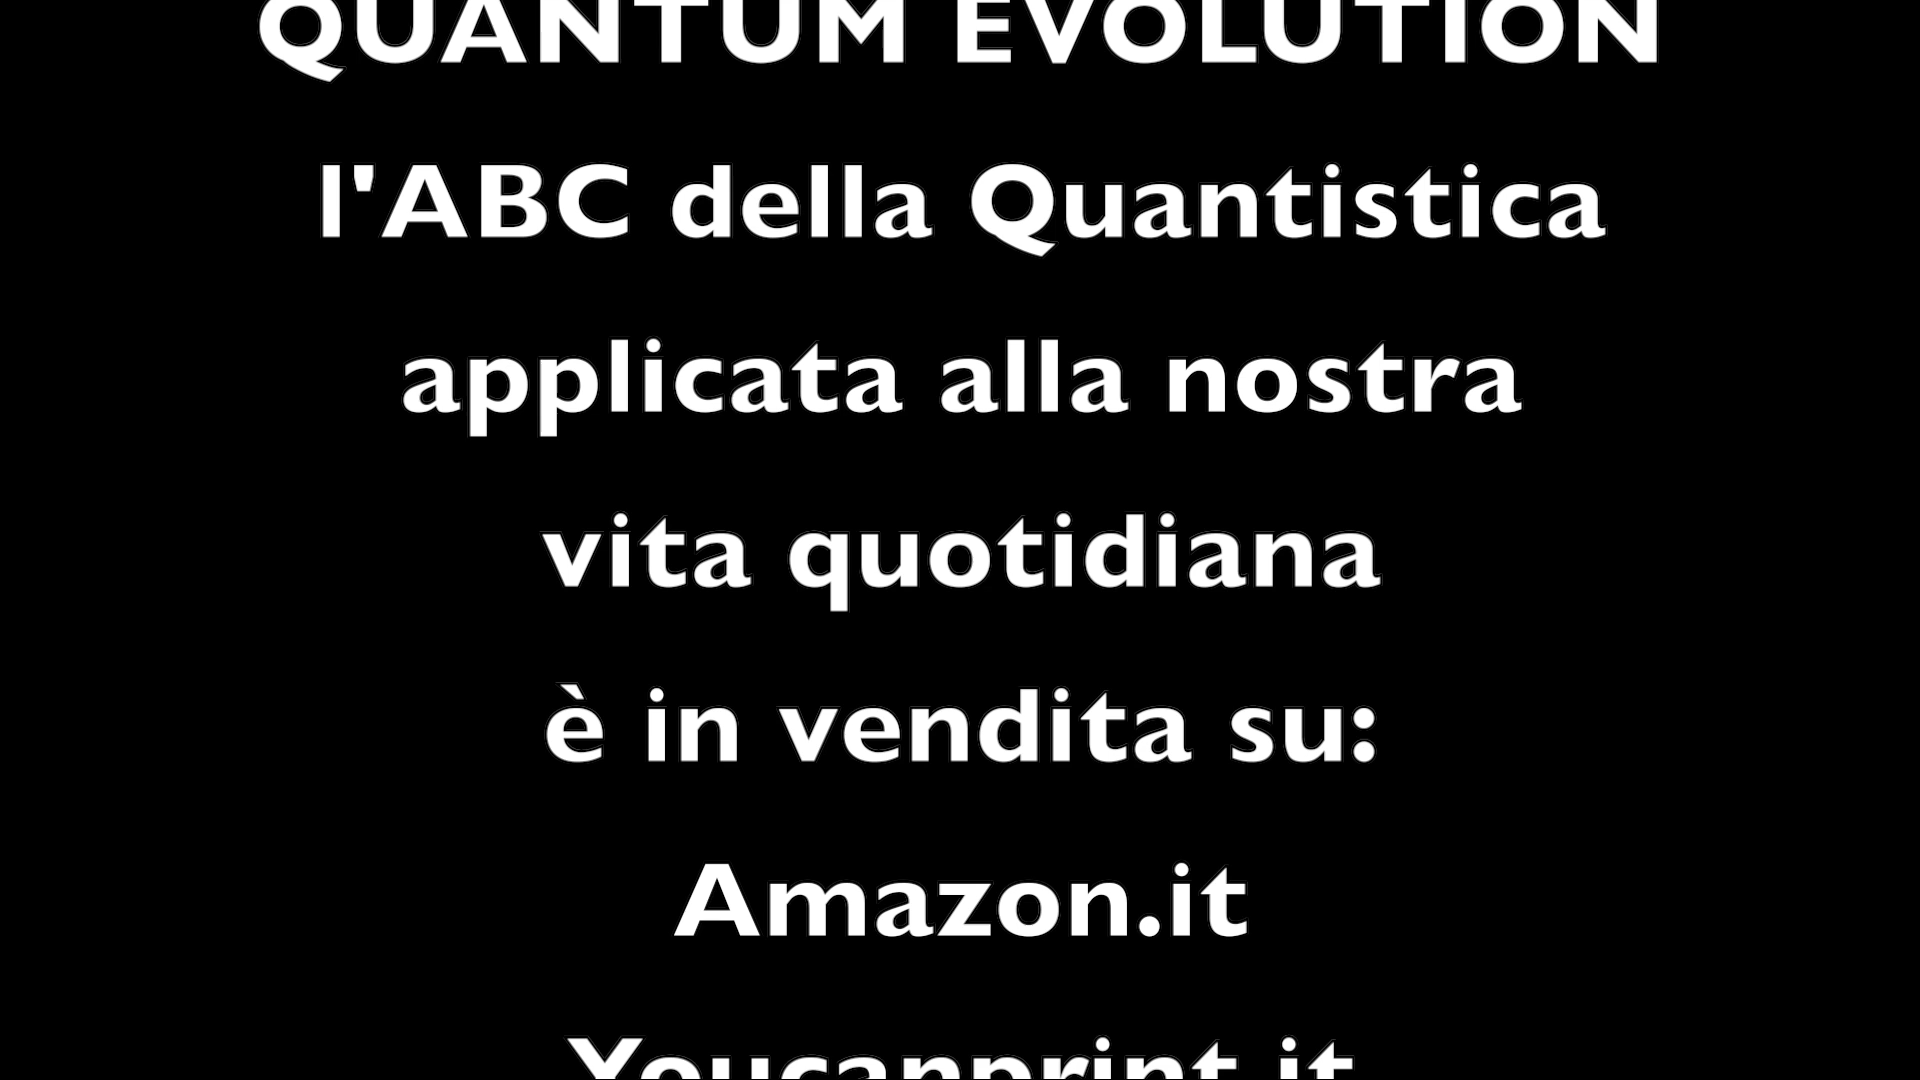 QUANTUM EVOLUTION
l'ABC della Quantistica
applicata alla nostra
vita quotidiana
è in vendita su:
Amazon.it
Youcanprint.it